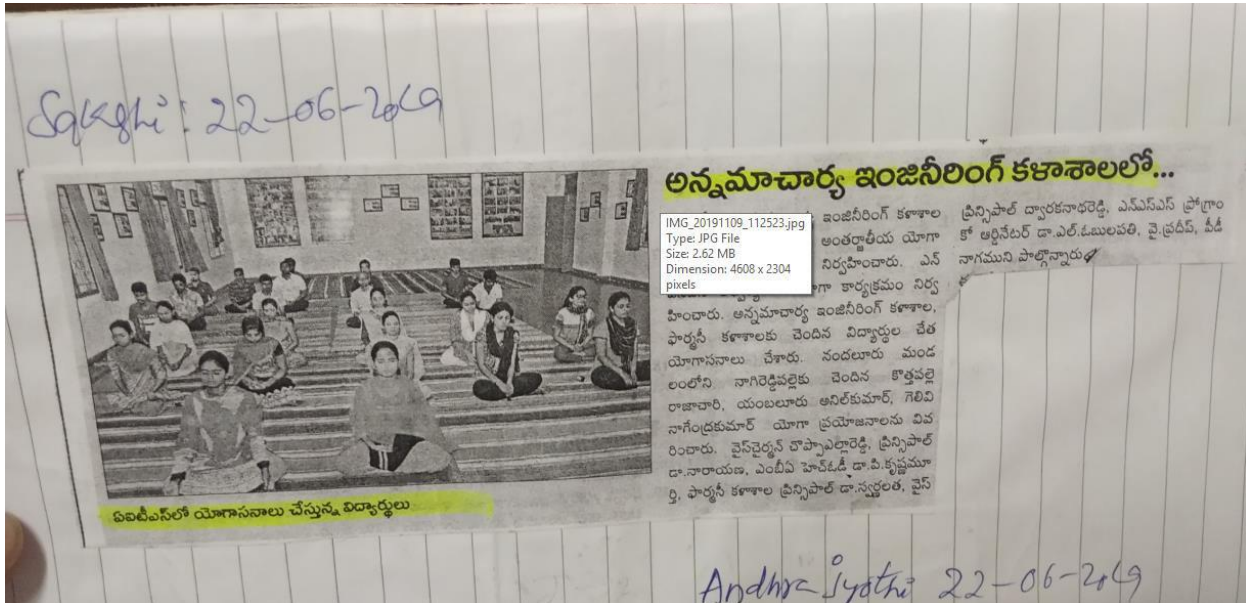 Sakshi: 22-06-2019
అన్నమాచార్య ఇంజినీరింగ్ కళాశాలలో...
IMG_20191109_112523.jpg
Type: JPG File
Size: 2.62 MB
Dimension: 4608 x 2304
pixels
ఇంజినీరింగ్ కళాశాల
అంతర్జాతీయ యోగా
నిర్వహించారు. ఎన్
గా కార్యక్రమం నిర్వ
హించారు. అన్నమాచార్య ఇంజినీరింగ్ కళాశాల,
ఫార్మసీ కళాశాలకు చెందిన విద్యార్థుల చేత
యోగాసనాలు చేశారు. నందలూరు మండ
లంలోని నాగిరెడ్డిపల్లెకు చెందిన కొత్తపల్లె
రాజాచారి, యంబలూరు అనిల్‌కుమార్, గెలివి
నాగేంద్రకుమార్ యోగా ప్రయోజనాలను వివ
రించారు. వైస్‌చైర్మన్ చొప్పాఎల్లారెడ్డి, ప్రిన్సిపాల్
డా.నారాయణ, ఎంబీఏ హెచ్‌ఓడీ డా.పి.కృష్ణమూ
ర్తి, ఫార్మసీ కళాశాల ప్రిన్సిపాల్ డా.స్వర్ణలత, వైస్
ప్రిన్సిపాల్ ద్వారకనాథరెడ్డి, ఎన్ఎస్ఎస్ ప్రోగ్రాం
కో ఆర్డినేటర్ డా.ఎల్.ఓబులపతి, వై.ప్రదీప్, పీడీ
నాగముని పాల్గొన్నారు.
ఏఐటీఎస్‌లో యోగాసనాలు చేస్తున్న విద్యార్థులు
Andhra Jyothi 22-06-2019